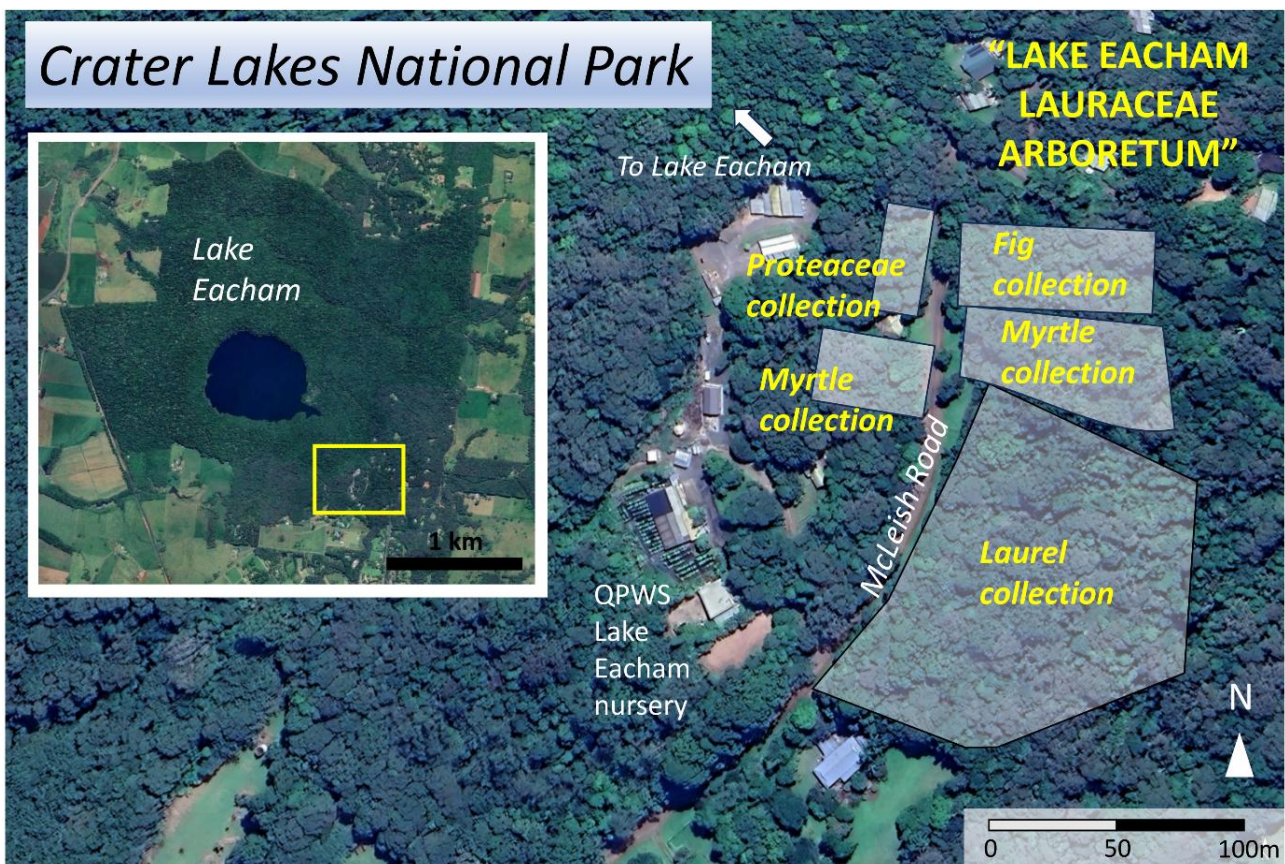 Crater Lakes National Park
"LAKE EACHAM
LAURACEAE
ARBORETUM"
To Lake Eacham
Lake
Eacham
1 km
Proteaceae
collection
Fig
collection
Myrtle
collection
Myrtle
collection
McLeish Road
Laurel
collection
QPWS
Lake
Eacham
nursery
N
0 50 100m